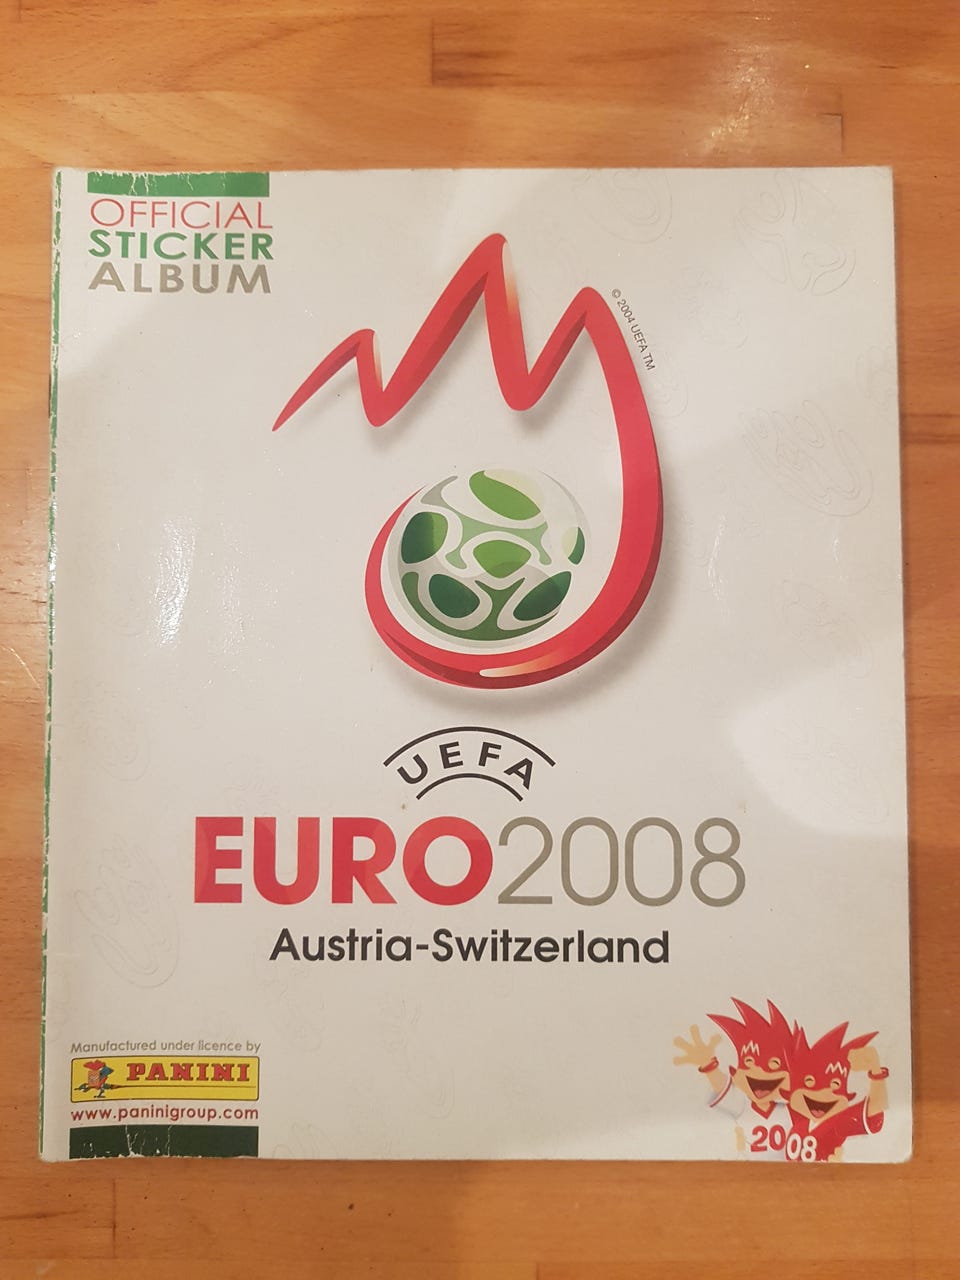 OFFICIAL
STICKER
ALBUM
© 2004 UEFA TM
UEFA
EURO2008
Austria-Switzerland
Manufactured under licence by
PANINI
www.paninigroup.com
2008